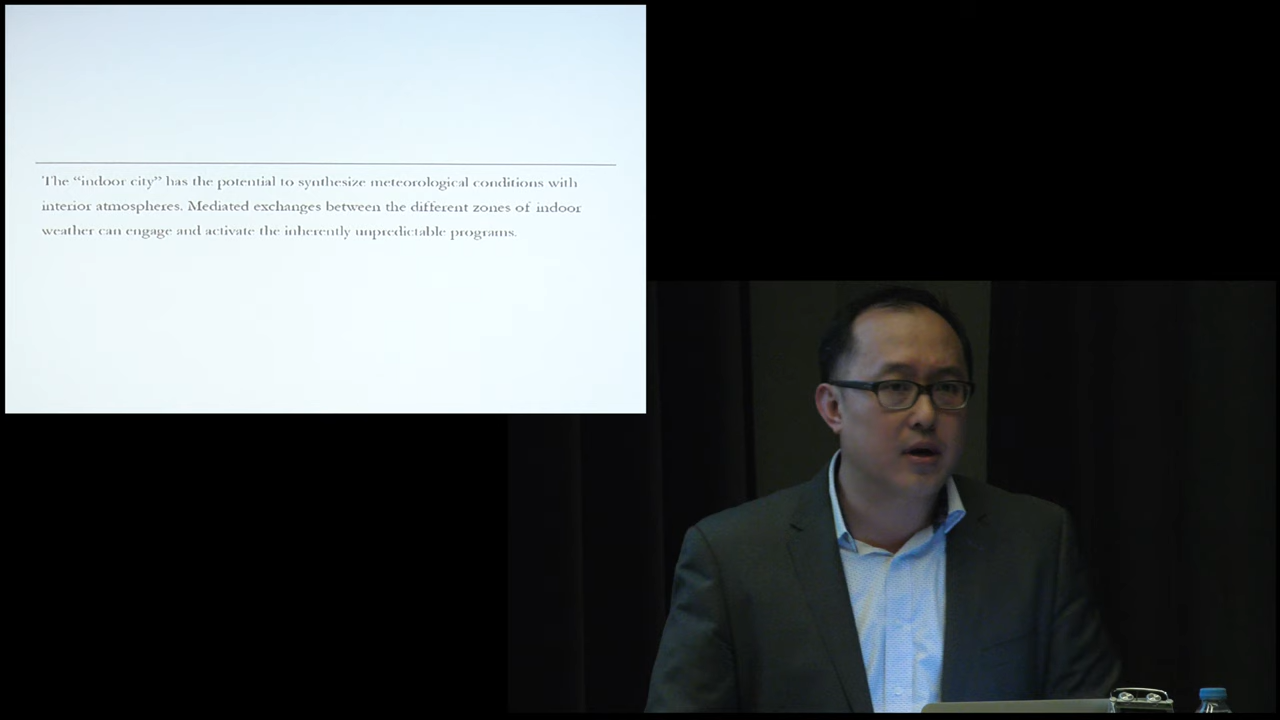 The “indoor city” has the potential to synthesize meteorological conditions with
interior atmospheres. Mediated exchanges between the different zones of indoor
weather can engage and activate the inherently unpredictable programs.